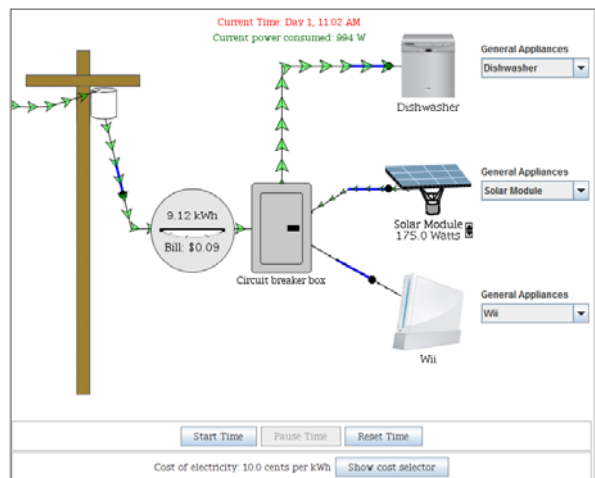 Current Time: Day 1, 11:02 AM
Current power consumed: 994 W
General Appliances
Dishwasher
Dishwasher
General Appliances
Solar Module
Solar Module
175.0 Watts
9.12 kWh
Bill: $0.09
Circuit breaker box
General Appliances
Wii
Wii
Start Time Pause Time Reset Time
Cost of electricity: 10.0 cents per kWh Show cost selector